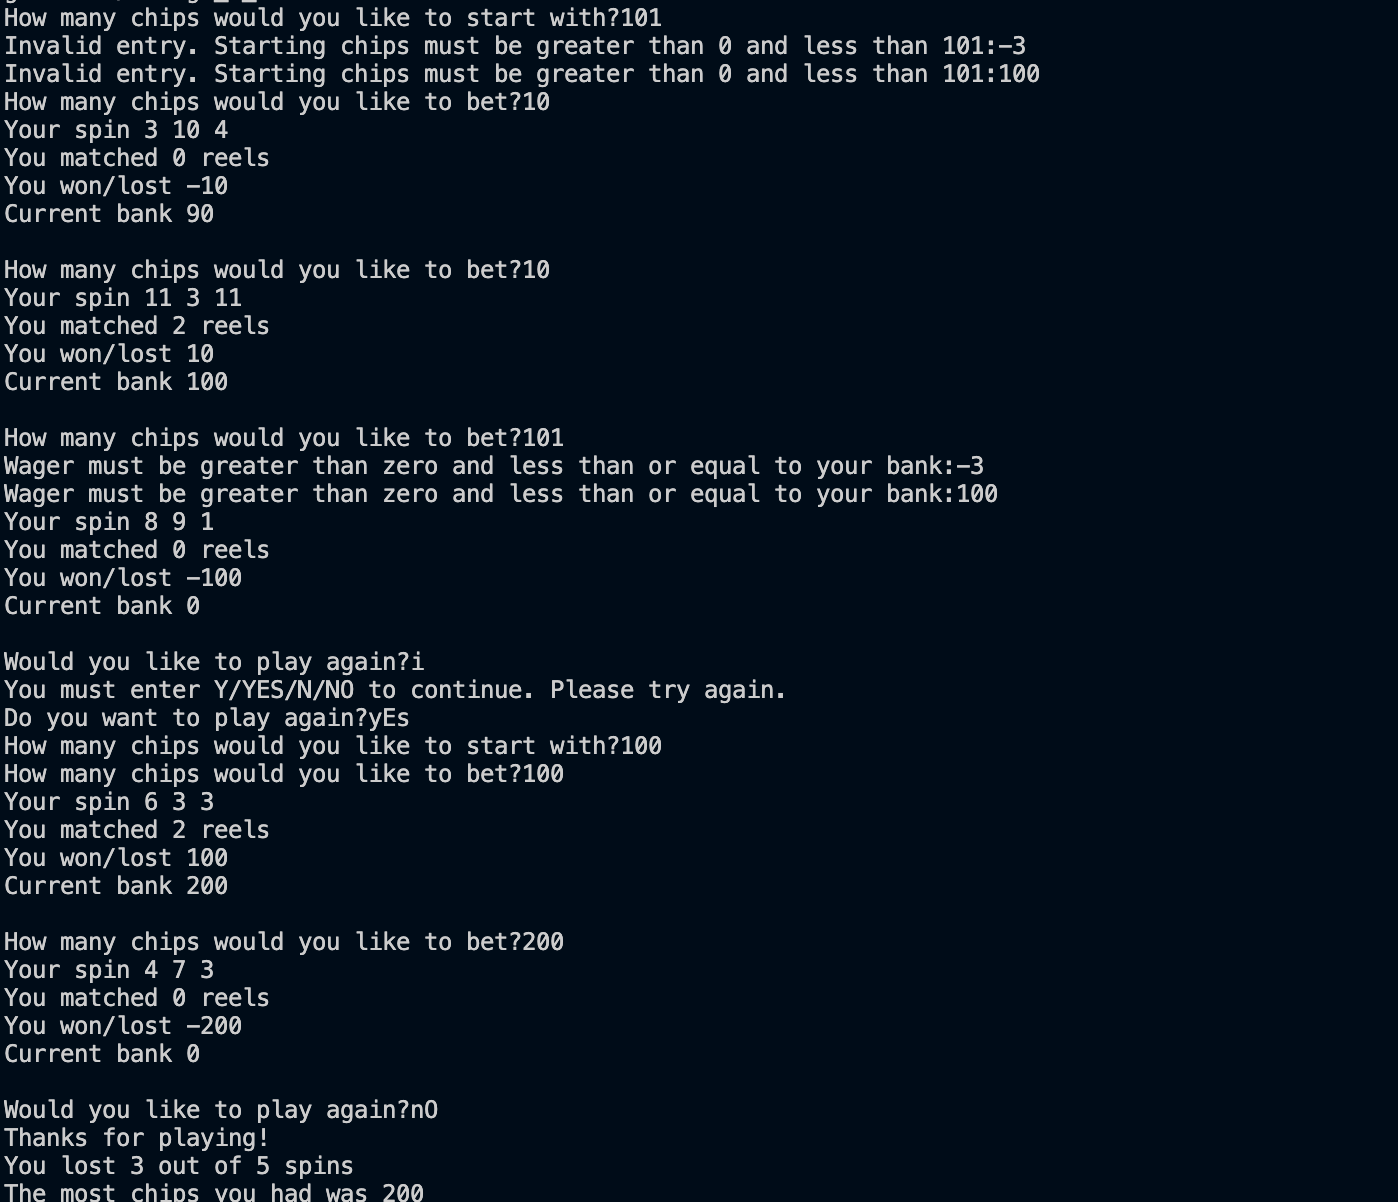 How many chips would you like to start with?101
Invalid entry. Starting chips must be greater than 0 and less than 101:-3
Invalid entry. Starting chips must be greater than 0 and less than 101:100
How many chips would you like to bet?10
Your spin 3 10 4
You matched 0 reels
You won/lost -10
Current bank 90
How many chips would you like to bet?10
Your spin 11 3 11
You matched 2 reels
You won/lost 10
Current bank 100
How many chips would you like to bet?101
Wager must be greater than zero and less than or equal to your bank:-3
Wager must be greater than zero and less than or equal to your bank:100
Your spin 8 9 1
You matched 0 reels
You won/lost -100
Current bank 0
Would you like to play again?i
You must enter Y/YES/N/NO to continue. Please try again.
Do you want to play again?yEs
How many chips would you like to start with?100
How many chips would you like to bet?100
Your spin 6 3 3
You matched 2 reels
You won/lost 100
Current bank 200
How many chips would you like to bet?200
Your spin 4 7 3
You matched 0 reels
You won/lost -200
Current bank 0
Would you like to play again?nO
Thanks for playing!
You lost 3 out of 5 spins
The most chips you had was 200